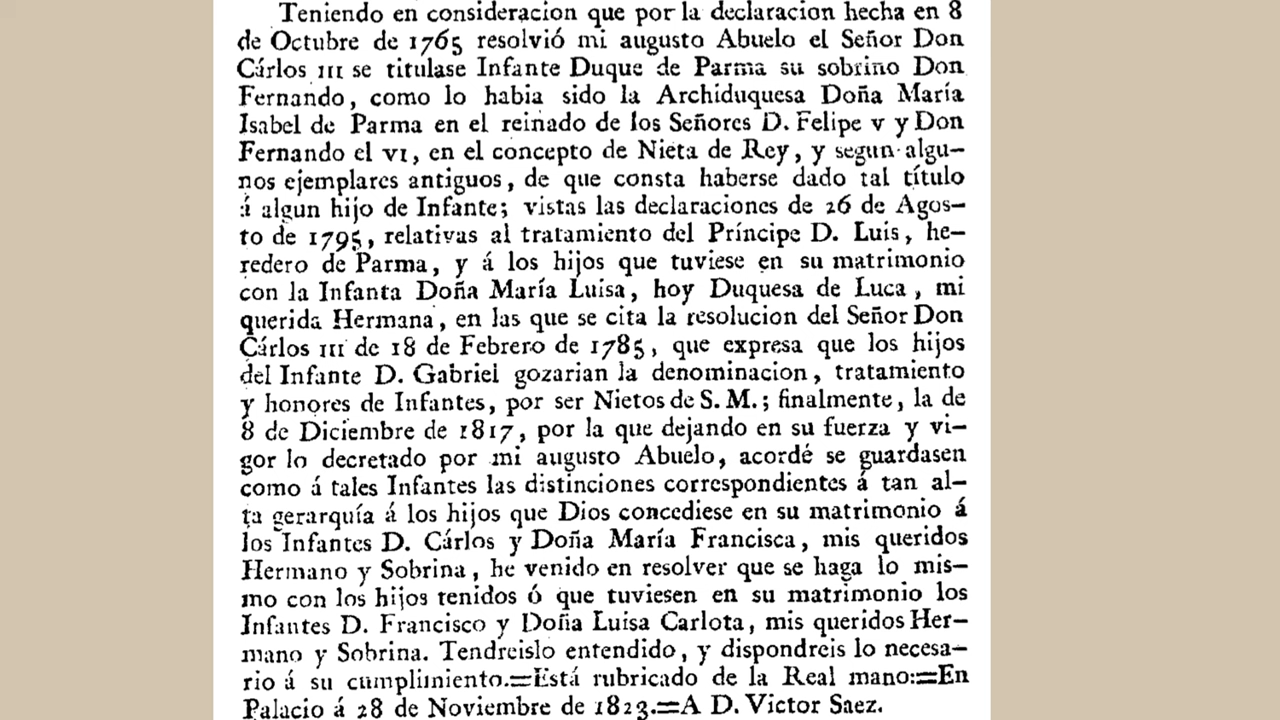 Teniendo en consideracion que por la declaracion hecha en 8
de Octubre de 1765 resolvió mi augusto Abuelo el Señor Don
Cárlos III se titulase Infante Duque de Parma su sobrino Don
Fernando, como lo habia sido la Archiduquesa Doña María
Isabel de Parma en el reinado de los Señores D. Felipe V y Don
Fernando el VI, en el concepto de Nieta de Rey, y segun algu-
nos ejemplares antiguos, de que consta haberse dado tal título
á algun hijo de Infante; vistas las declaraciones de 26 de Agos-
to de 1795, relativas al tratamiento del Príncipe D. Luis, he-
redero de Parma, y á los hijos que tuviese en su matrimonio
con la Infanta Doña María Luisa, hoy Duquesa de Luca, mi
querida Hermana, en las que se cita la resolucion del Señor Don
Cárlos III de 18 de Febrero de 1785, que expresa que los hijos
del Infante D. Gabriel gozarian la denominacion, tratamiento
y honores de Infantes, por ser Nietos de S. M.; finalmente, la de
8 de Diciembre de 1817, por la que dejando en su fuerza y vi-
gor lo decretado por mi augusto Abuelo, acordé se guardasen
como á tales Infantes las distinciones correspondientes á tan al-
ta gerarquía á los hijos que Dios concediese en su matrimonio á
los Infantes D. Cárlos y Doña María Francisca, mis queridos
Hermano y Sobrina, he venido en resolver que se haga lo mis-
mo con los hijos tenidos ó que tuviesen en su matrimonio los
Infantes D. Francisco y Doña Luisa Carlota, mis queridos Her-
mano y Sobrina. Tendreislo entendido, y dispondreis lo necesa-
rio á su cumplimiento.=Está rubricado de la Real mano:=En
Palacio á 28 de Noviembre de 1823.=A D. Victor Saez.